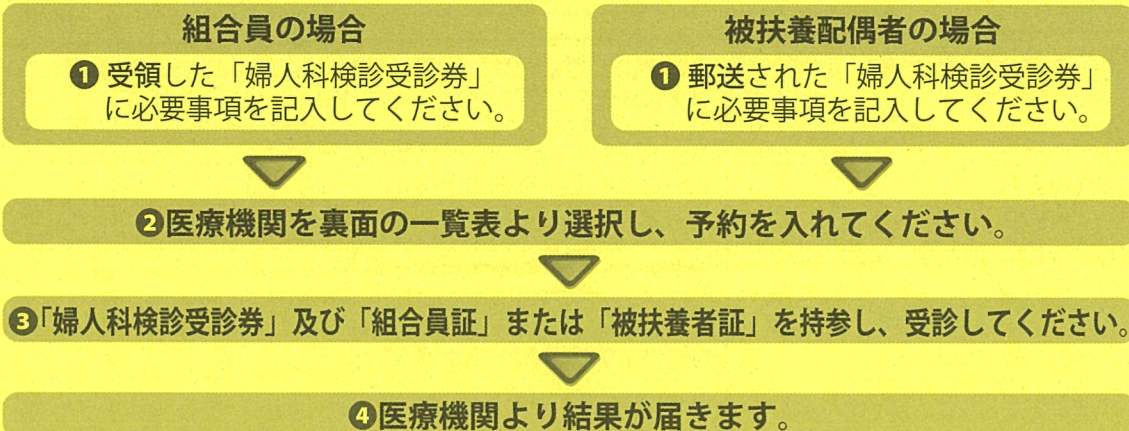 組合員の場合
❶ 受領した「婦人科検診受診券」
に必要事項を記入してください。
被扶養配偶者の場合
❶ 郵送された「婦人科検診受診券」
に必要事項を記入してください。
❷医療機関を裏面の一覧表より選択し、予約を入れてください。
❸「婦人科検診受診券」及び「組合員証」または「被扶養者証」を持参し、受診してください。
❹医療機関より結果が届きます。